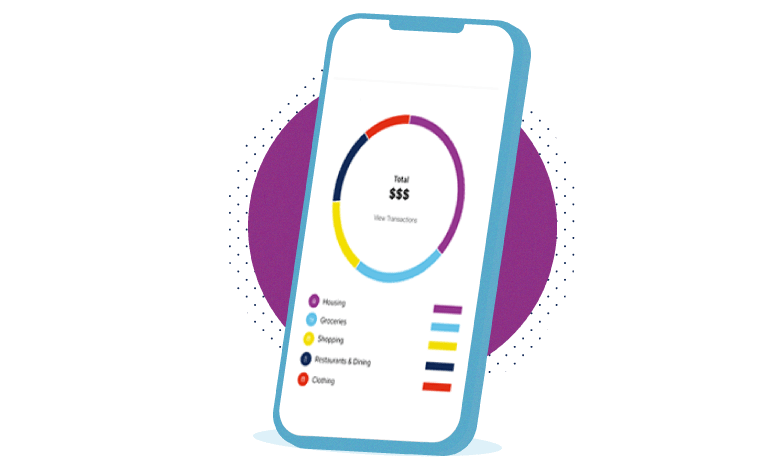 Total
$$$
View Transactions
Housing
Groceries
Shopping
Restaurants & Dining
Clothing